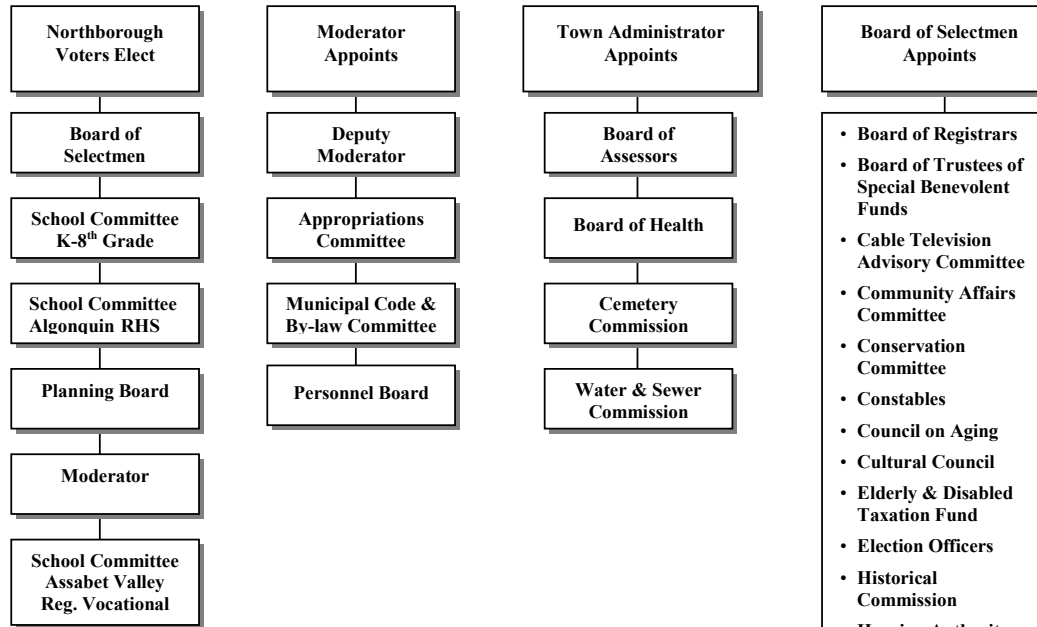 Northborough
Voters Elect
Board of
Selectmen
School Committee
K-8th Grade
School Committee
Algonquin RHS
Planning Board
Moderator
School Committee
Assabet Valley
Reg. Vocational
Moderator
Appoints
Deputy
Moderator
Appropriations
Committee
Municipal Code &
By-law Committee
Personnel Board
Town Administrator
Appoints
Board of
Assessors
Board of Health
Cemetery
Commission
Water & Sewer
Commission
Board of Selectmen
Appoints
• Board of Registrars
• Board of Trustees of
Special Benevolent
Funds
• Cable Television
Advisory Committee
• Community Affairs
Committee
• Conservation
Committee
• Constables
• Council on Aging
• Cultural Council
• Elderly & Disabled
Taxation Fund
• Election Officers
• Historical
Commission